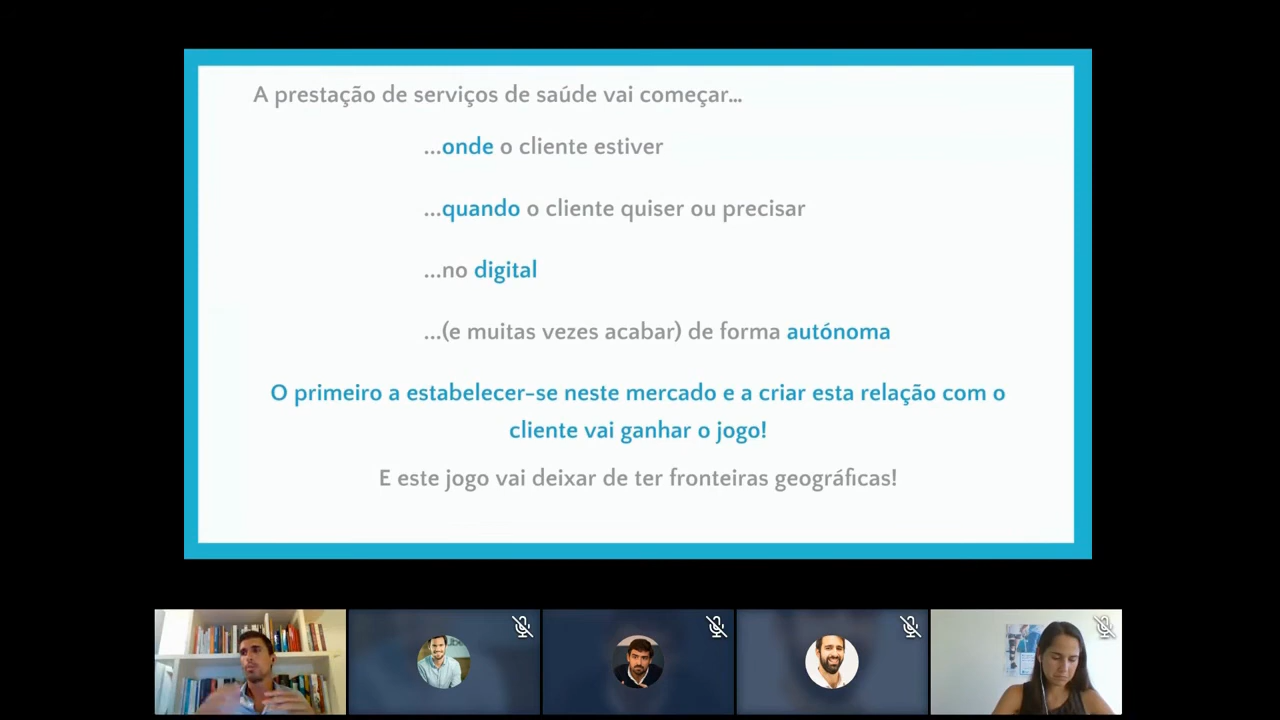 A prestação de serviços de saúde vai começar...
...onde o cliente estiver
...quando o cliente quiser ou precisar
...no digital
...(e muitas vezes acabar) de forma autónoma
O primeiro a estabelecer-se neste mercado e a criar esta relação com o
cliente vai ganhar o jogo!
E este jogo vai deixar de ter fronteiras geográficas!